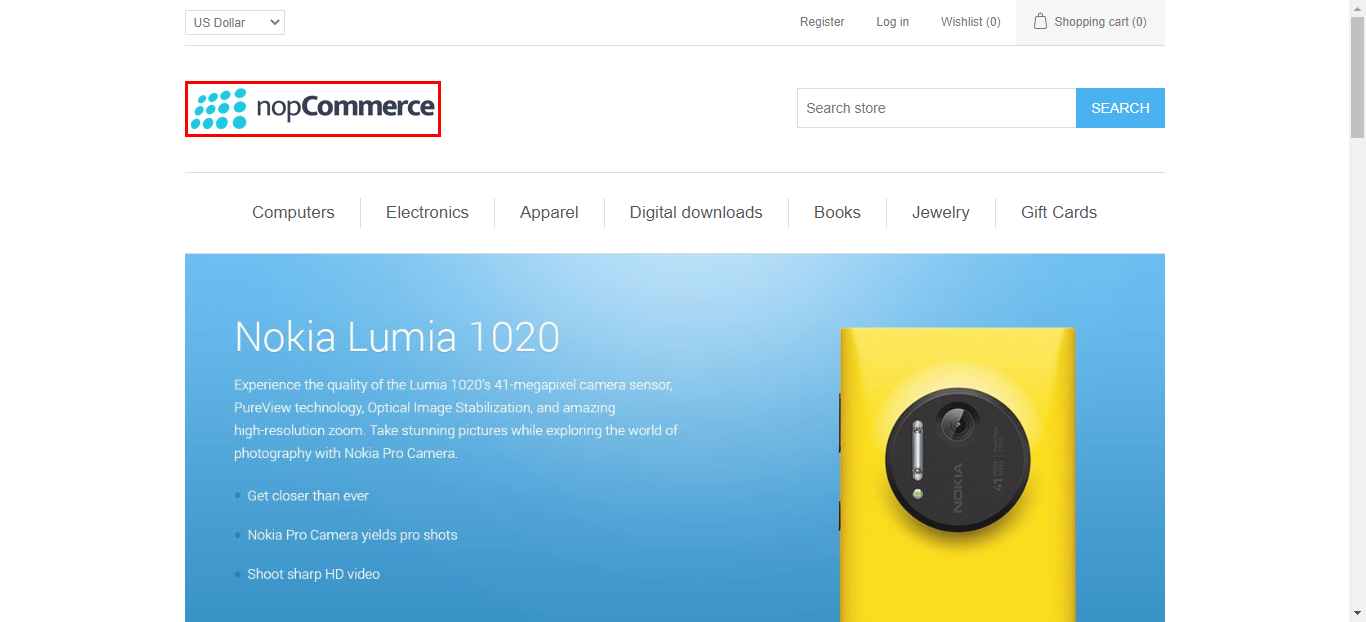 US Dollar
Register
Log in
Wishlist (0)
Shopping cart (0)
nopCommerce
Search store
SEARCH
Computers
Electronics
Apparel
Digital downloads
Books
Jewelry
Gift Cards
Nokia Lumia 1020
Experience the quality of the Lumia 1020's 41-megapixel camera sensor,
PureView technology, Optical Image Stabilization, and amazing
high-resolution zoom. Take stunning pictures while exploring the world of
photography with Nokia Pro Camera.
Get closer than ever
Nokia Pro Camera yields pro shots
Shoot sharp HD video
NOKIA
41